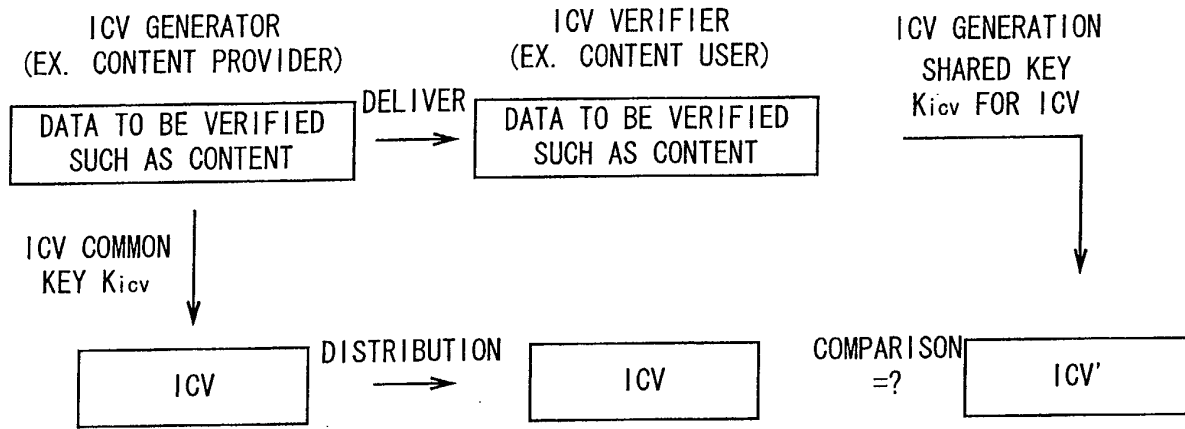 ICV GENERATOR
(EX. CONTENT PROVIDER)
ICV VERIFIER
(EX. CONTENT USER)
ICV GENERATION
SHARED KEY
Kicv FOR ICV
DATA TO BE VERIFIED
SUCH AS CONTENT
DELIVER
DATA TO BE VERIFIED
SUCH AS CONTENT
ICV COMMON
KEY Kicv
ICV
DISTRIBUTION
ICV
COMPARISON
=?
ICV'